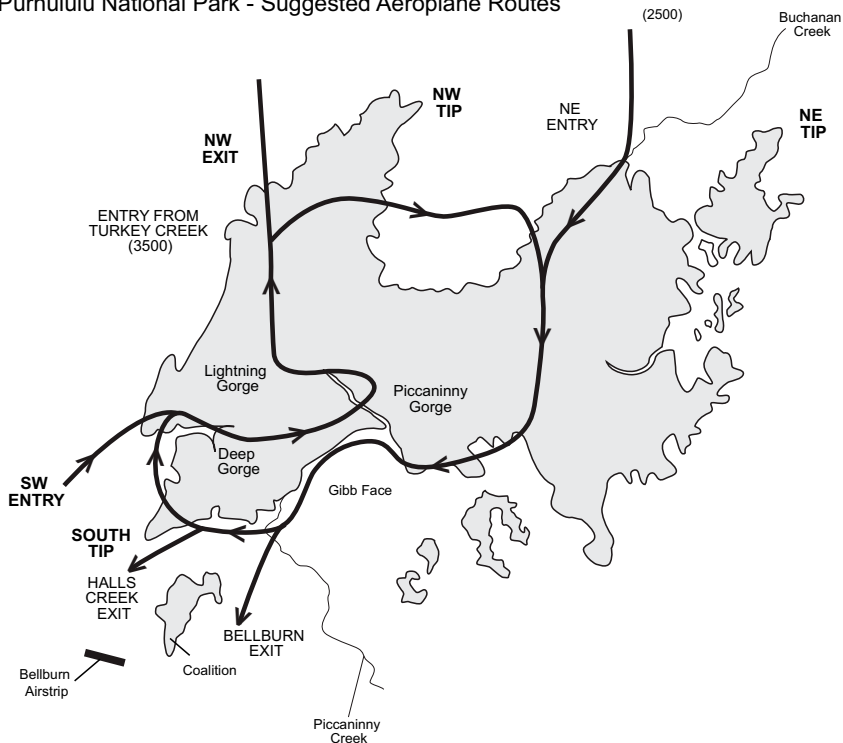 Purnululu National Park - Suggested Aeroplane Routes
(2500)
Buchanan
Creek
NW
TIP
NE
ENTRY
NE
TIP
NW
EXIT
ENTRY FROM
TURKEY CREEK
(3500)
Lightning
Gorge
Piccaninny
Gorge
Deep
Gorge
SW
ENTRY
Gibb Face
SOUTH
TIP
HALLS
CREEK
EXIT
BELLBURN
EXIT
Coalition
Bellburn
Airstrip
Piccaninny
Creek